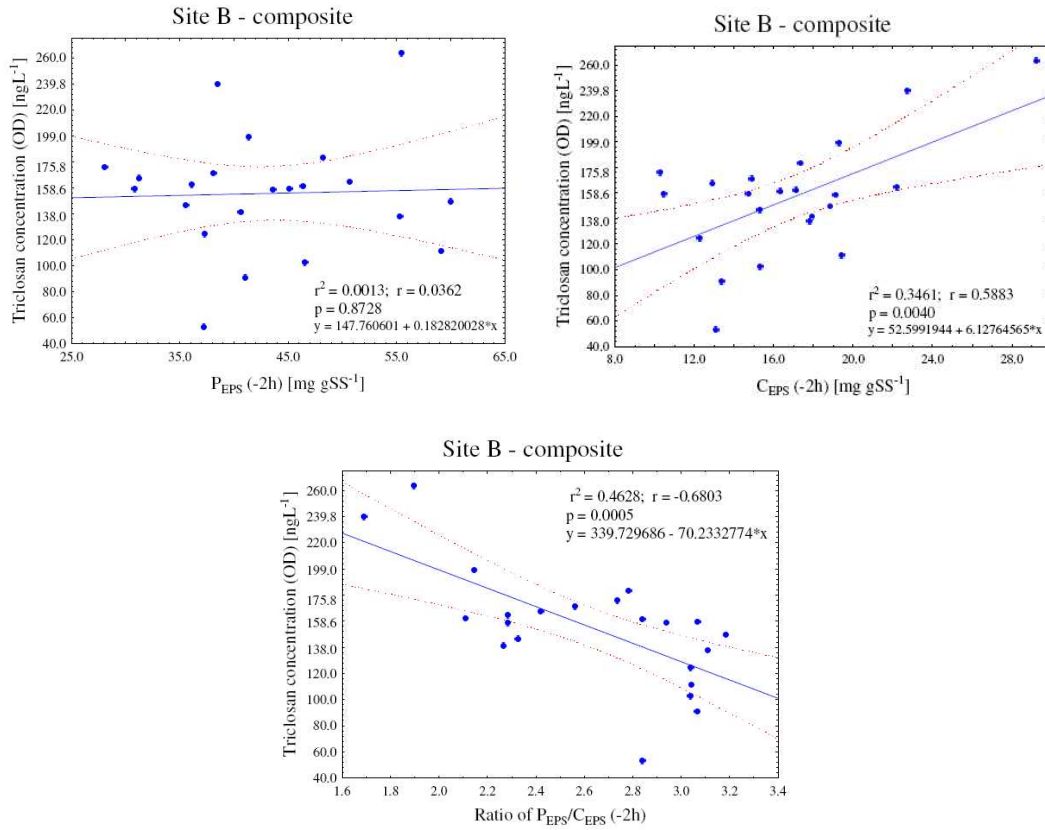 Site B - composite
Triclosan concentration (OD) [ngL⁻¹]
260.0
239.8
220.0
199.0
175.8
158.6
138.0
120.0
100.0
80.0
60.0
40.0
r² = 0.0013; r = 0.0362
p = 0.8728
y = 147.760601 + 0.182820028*x
25.0 35.0 45.0 55.0 65.0
P_EPS (-2h) [mg gSS⁻¹]
Site B - composite
Triclosan concentration (OD) [ngL⁻¹]
260.0
239.8
220.0
199.0
175.8
158.6
138.0
120.0
100.0
80.0
60.0
40.0
r² = 0.3461; r = 0.5883
p = 0.0040
y = 52.5991944 + 6.12764565*x
8.0 12.0 16.0 20.0 24.0 28.0
C_EPS (-2h) [mg gSS⁻¹]
Site B - composite
Triclosan concentration (OD) [ngL⁻¹]
260.0
239.8
220.0
199.0
175.8
158.6
138.0
120.0
100.0
80.0
60.0
40.0
r² = 0.4628; r = -0.6803
p = 0.0005
y = 339.729686 - 70.2332774*x
1.6 1.8 2.0 2.2 2.4 2.6 2.8 3.0 3.1 3.4
Ratio of P_EPS/C_EPS (-2h)